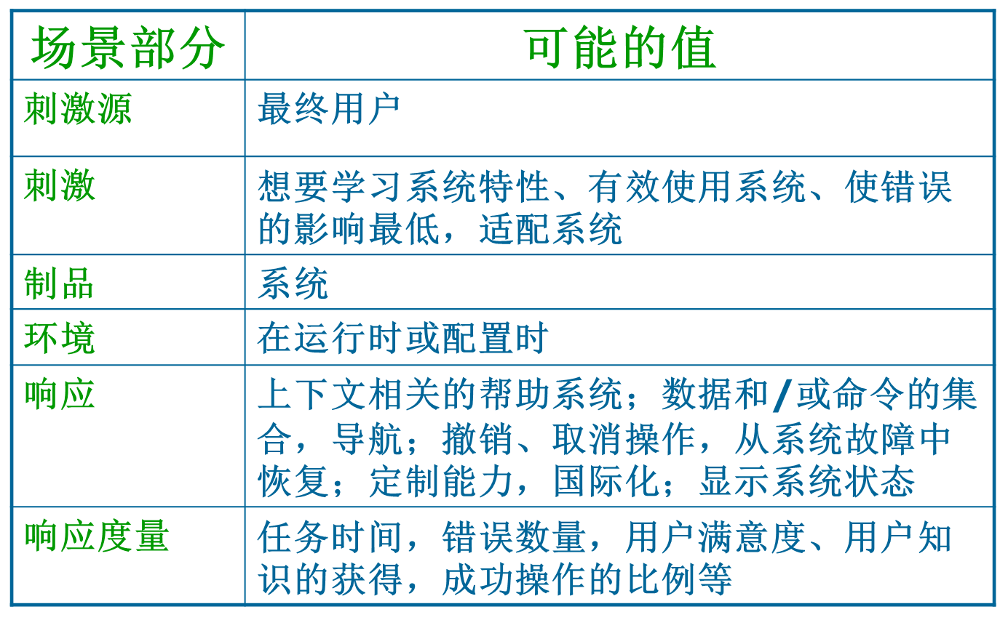 场景部分 可能的值
刺激源 最终用户
刺激 想要学习系统特性、有效使用系统、使错误
的影响最低，适配系统
制品 系统
环境 在运行时或配置时
响应 上下文相关的帮助系统；数据和/或命令的集
合，导航；撤销、取消操作，从系统故障中
恢复；定制能力，国际化；显示系统状态
响应度量 任务时间，错误数量，用户满意度、用户知
识的获得，成功操作的比例等